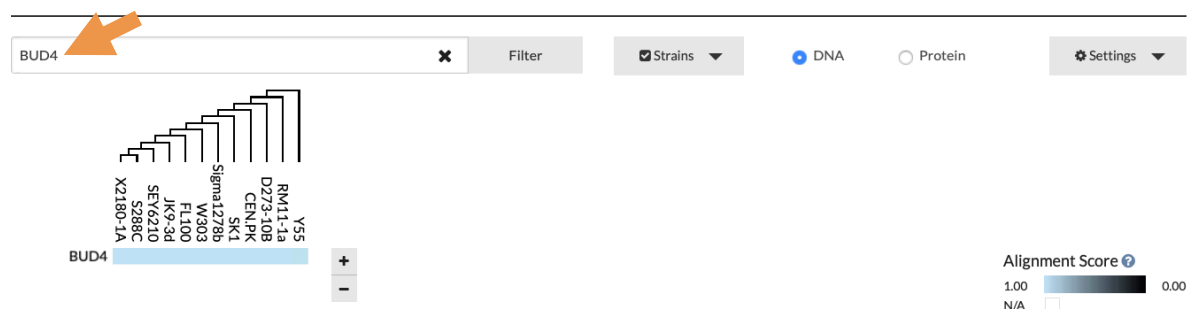 BUD4 Filter Strains DNA Protein Settings
X2180-1A
S288C
SEY6210
JK9-3d
FL100
W303
Sigma1278b
SK1
CEN.PK
D273-10B
RM11-1a
Y55
BUD4
+
−
Alignment Score ?
1.00 0.00
N/A